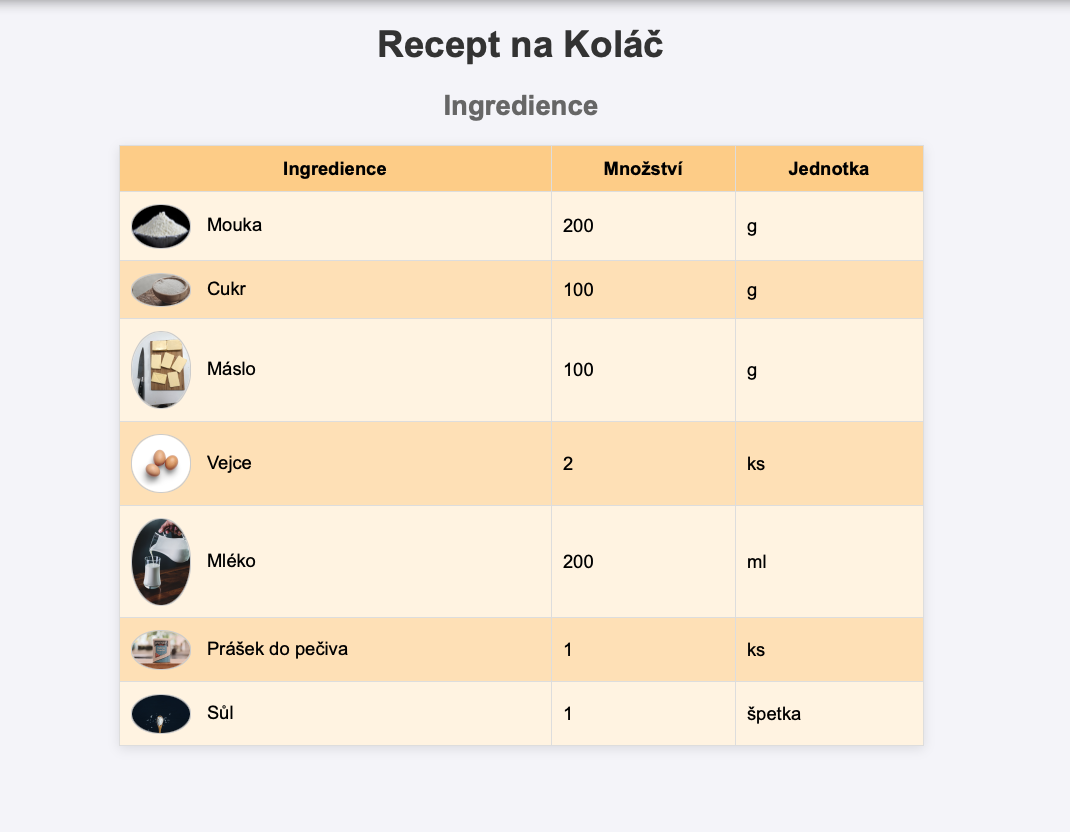 Recept na Koláč
Ingredience
Ingredience Množství Jednotka
Mouka 200 g
Cukr 100 g
Máslo 100 g
Vejce 2 ks
Mléko 200 ml
Prášek do pečiva 1 ks
Sůl 1 špetka